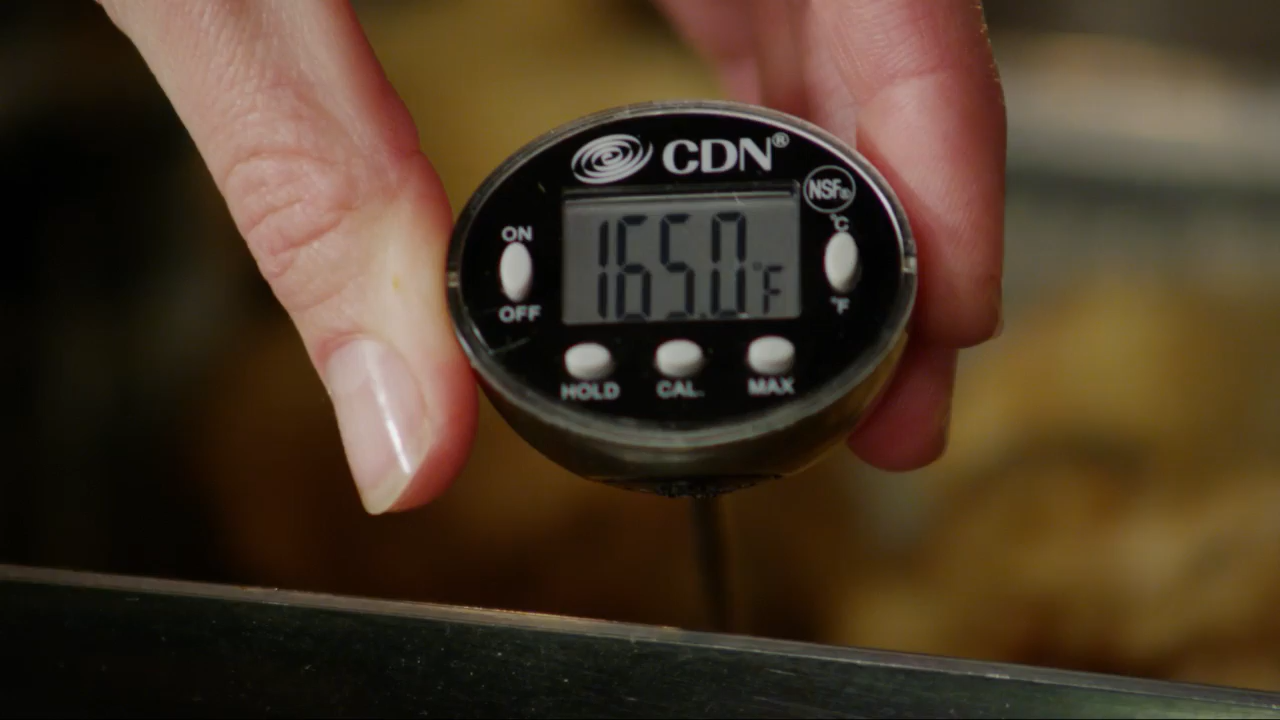 CDN®
NSF
°C
ON
165.0°F
OFF
°F
HOLD CAL. MAX